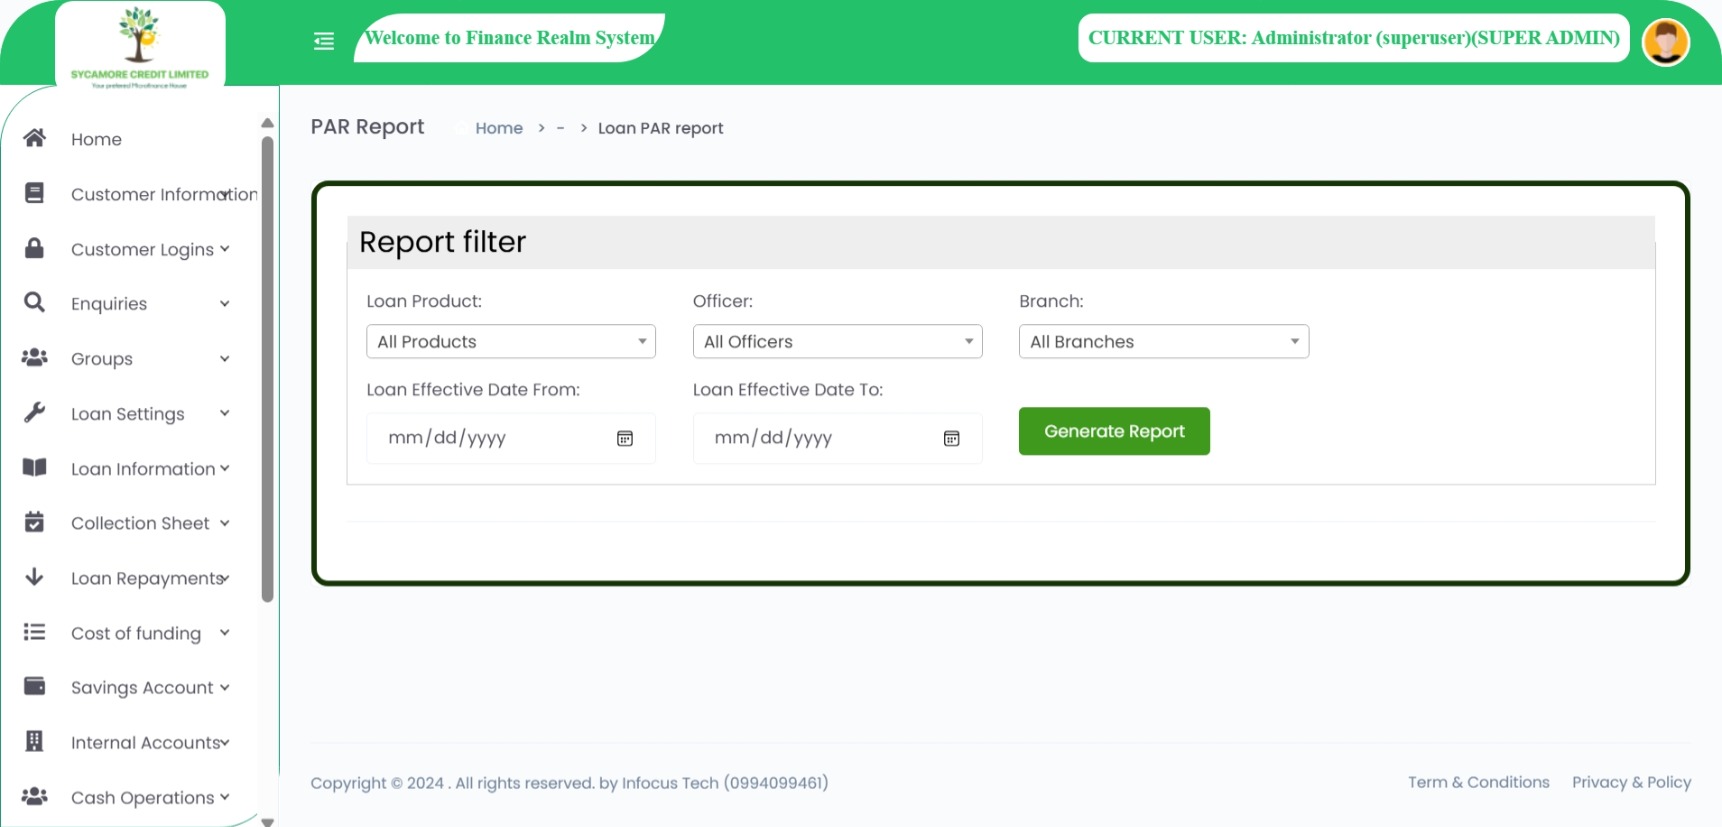 SYCAMORE CREDIT LIMITED
Your preferred Microfinance House
Welcome to Finance Realm System
CURRENT USER: Administrator (superuser)(SUPER ADMIN)
Home
Customer Information
Customer Logins
Enquiries
Groups
Loan Settings
Loan Information
Collection Sheet
Loan Repayments
Cost of funding
Savings Account
Internal Accounts
Cash Operations
PAR Report Home > - > Loan PAR report
Report filter
Loan Product: Officer: Branch:
All Products All Officers All Branches
Loan Effective Date From: Loan Effective Date To:
mm/dd/yyyy mm/dd/yyyy Generate Report
Copyright © 2024 . All rights reserved. by Infocus Tech (0994099461) Term & Conditions Privacy & Policy